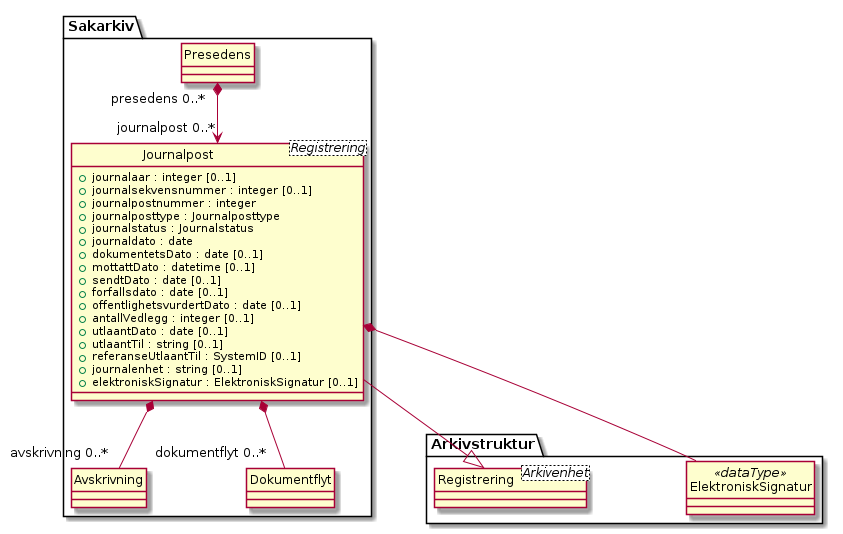 Sakarkiv
Presedens
presedens 0..*
journalpost 0..*
Journalpost
Registrering
journalaar : integer [0..1]
journalsekvensnummer : integer [0..1]
journalpostnummer : integer
journalposttype : Journalposttype
journalstatus : Journalstatus
journaldato : date
dokumentetsDato : date [0..1]
mottattDato : datetime [0..1]
sendtDato : date [0..1]
forfallsdato : date [0..1]
offentlighetsvurdertDato : date [0..1]
antallVedlegg : integer [0..1]
utlaantDato : date [0..1]
utlaantTil : string [0..1]
referanseUtlaantTil : SystemID [0..1]
journalenhet : string [0..1]
elektroniskSignatur : ElektroniskSignatur [0..1]
avskrivning 0..*
dokumentflyt 0..*
Avskrivning
Dokumentflyt
Arkivstruktur
Registrering
Arkivenhet
«dataType»
ElektroniskSignatur